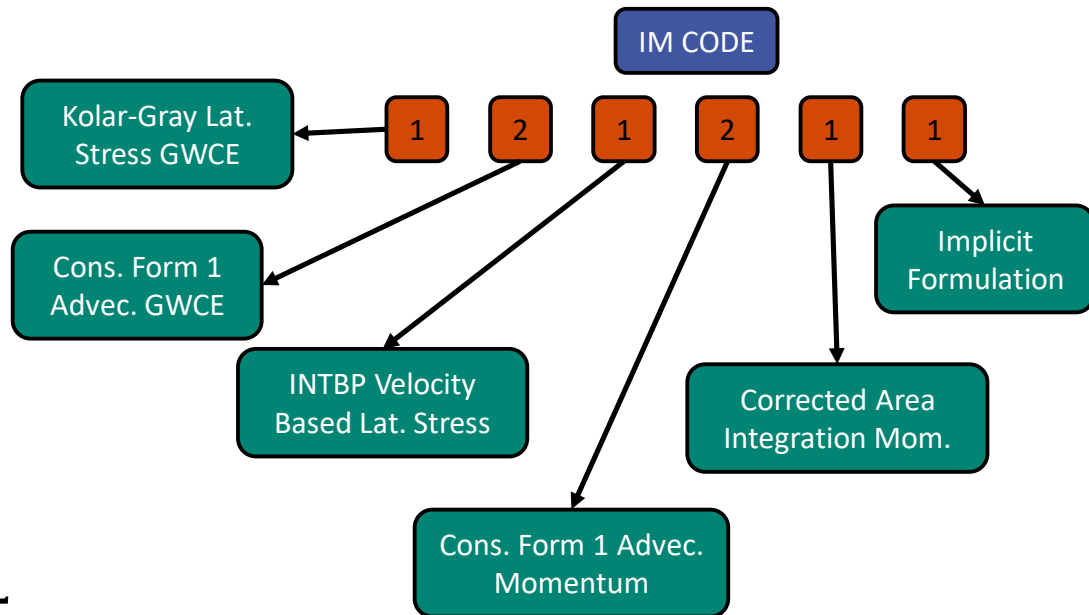 IM CODE
1 2 1 2 1 1
Kolar-Gray Lat.
Stress GWCE
Cons. Form 1
Advec. GWCE
INTBP Velocity
Based Lat. Stress
Cons. Form 1 Advec.
Momentum
Corrected Area
Integration Mom.
Implicit
Formulation